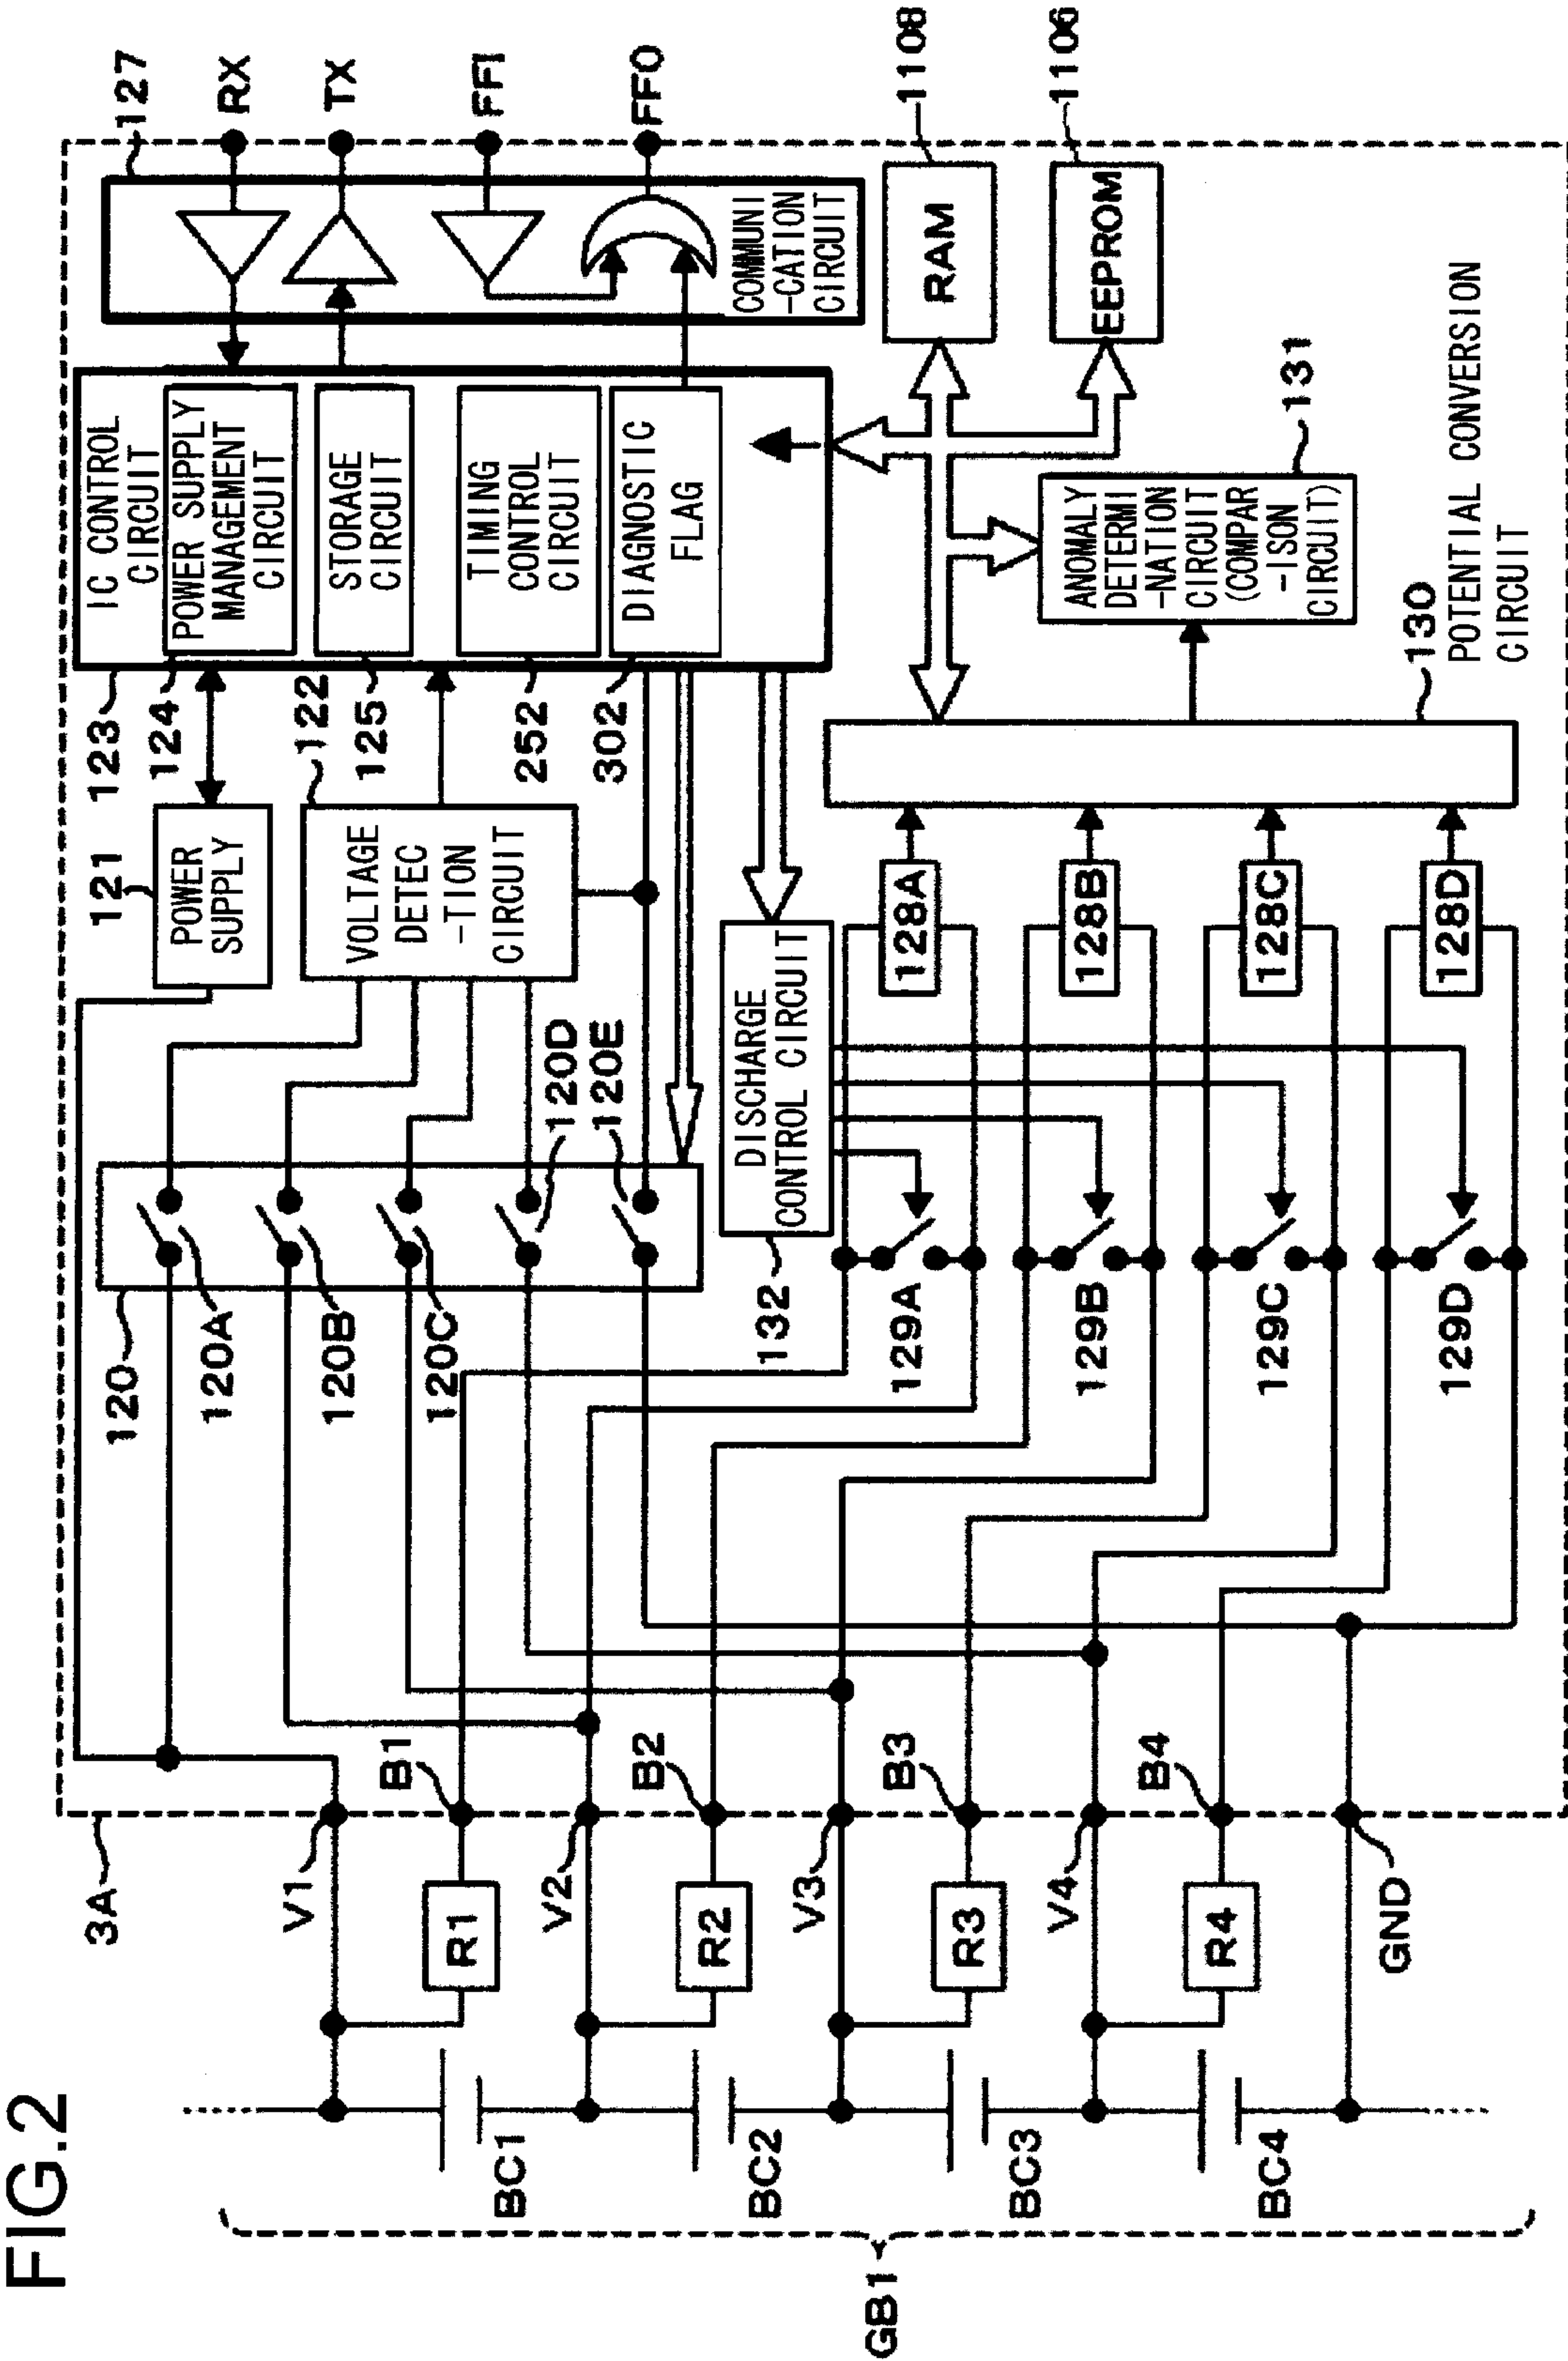 FIG.2
3A
GB1
BC1
BC2
BC3
BC4
R1
R2
R3
R4
V1
B1
V2
B2
V3
B3
V4
B4
GND
120
120A
120B
120C
120D
120E
121
POWER
SUPPLY
122
VOLTAGE
DETEC
-TION
CIRCUIT
123
IC CONTROL
CIRCUIT
124
POWER SUPPLY
MANAGEMENT
CIRCUIT
125
STORAGE
CIRCUIT
252
TIMING
CONTROL
CIRCUIT
302
DIAGNOSTIC
FLAG
127
COMMUNI
-CATION
CIRCUIT
RX
TX
FFI
FFO
132
DISCHARGE
CONTROL CIRCUIT
129A
129B
129C
129D
128A
128B
128C
128D
130
POTENTIAL CONVERSION
CIRCUIT
131
ANOMALY
DETERMI
-NATION
CIRCUIT
(COMPAR
-ISON
CIRCUIT)
RAM
1108
EEPROM
1106